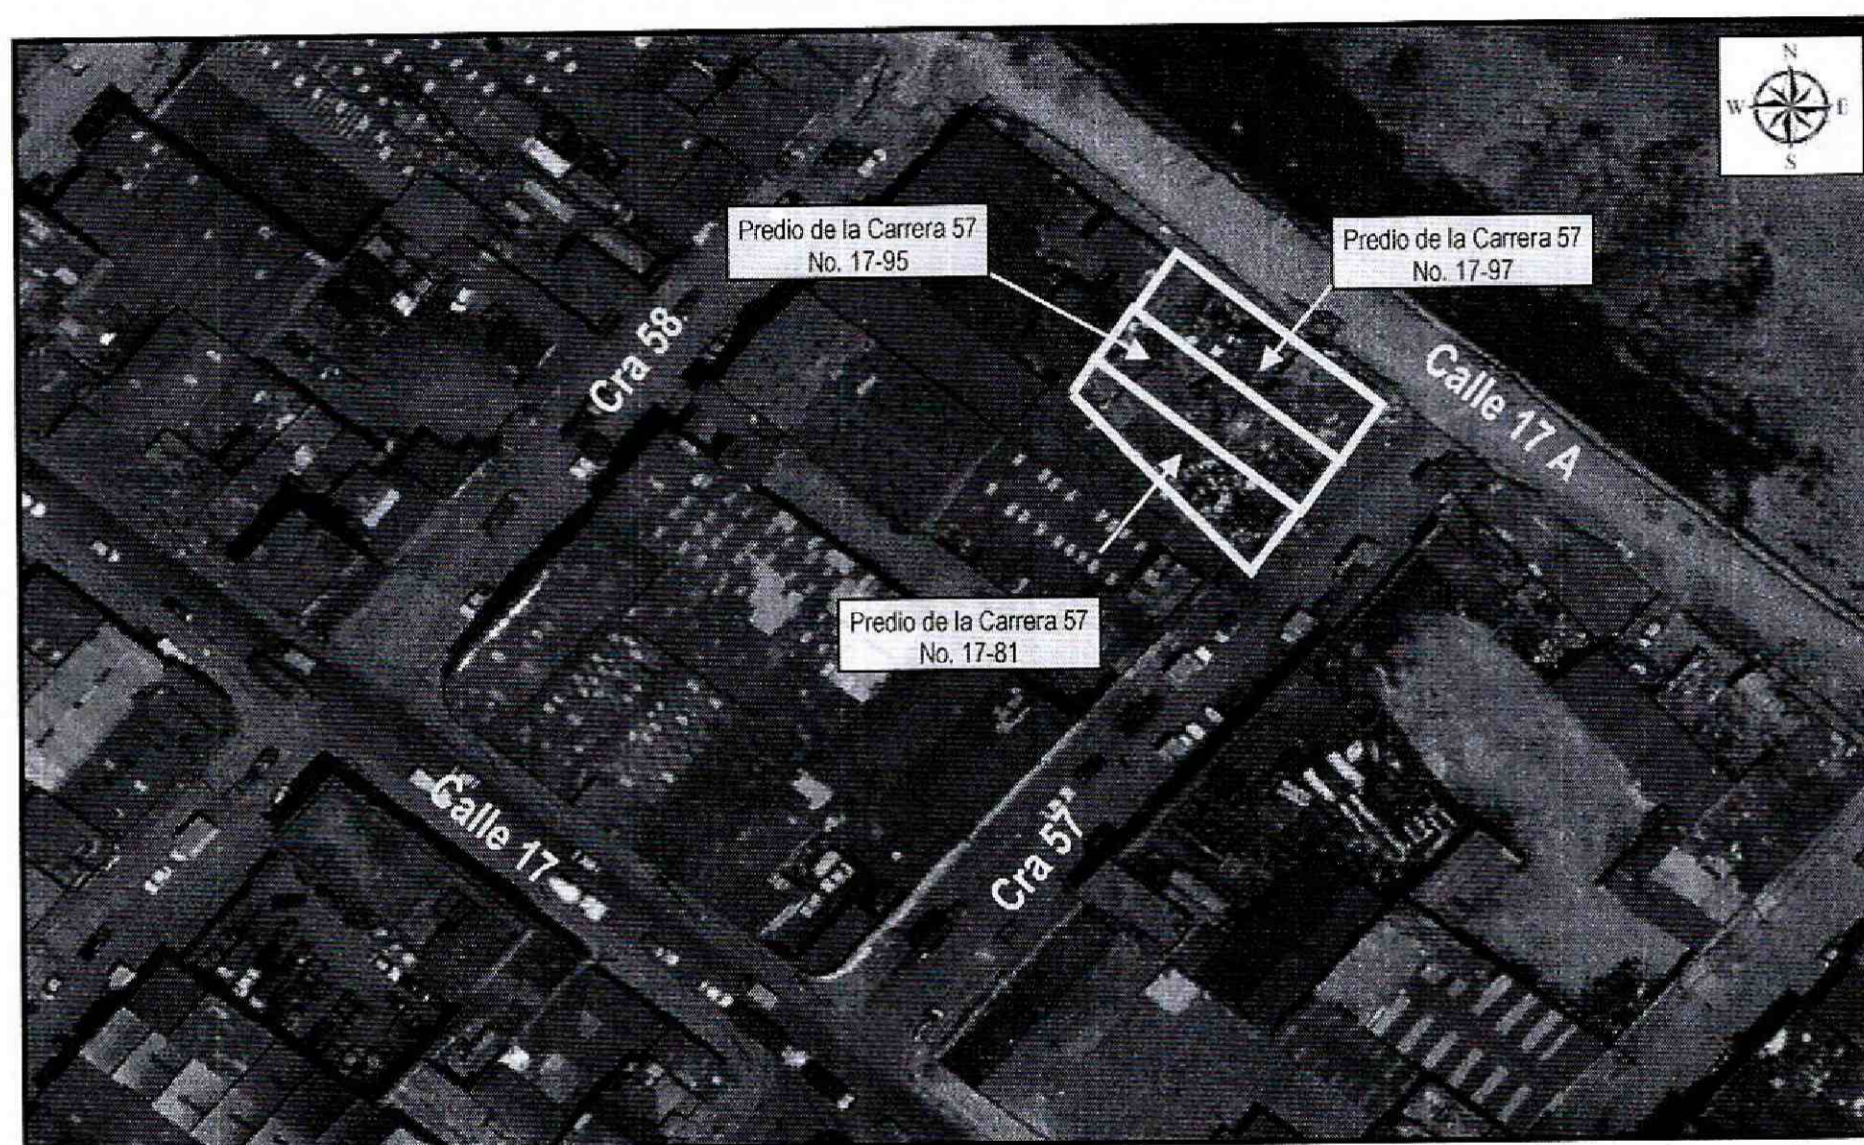 N
W E
S
Predio de la Carrera 57
No. 17-95
Predio de la Carrera 57
No. 17-97
Cra 58.
Calle 17 A
Predio de la Carrera 57
No. 17-81
Calle 17
Cra 57